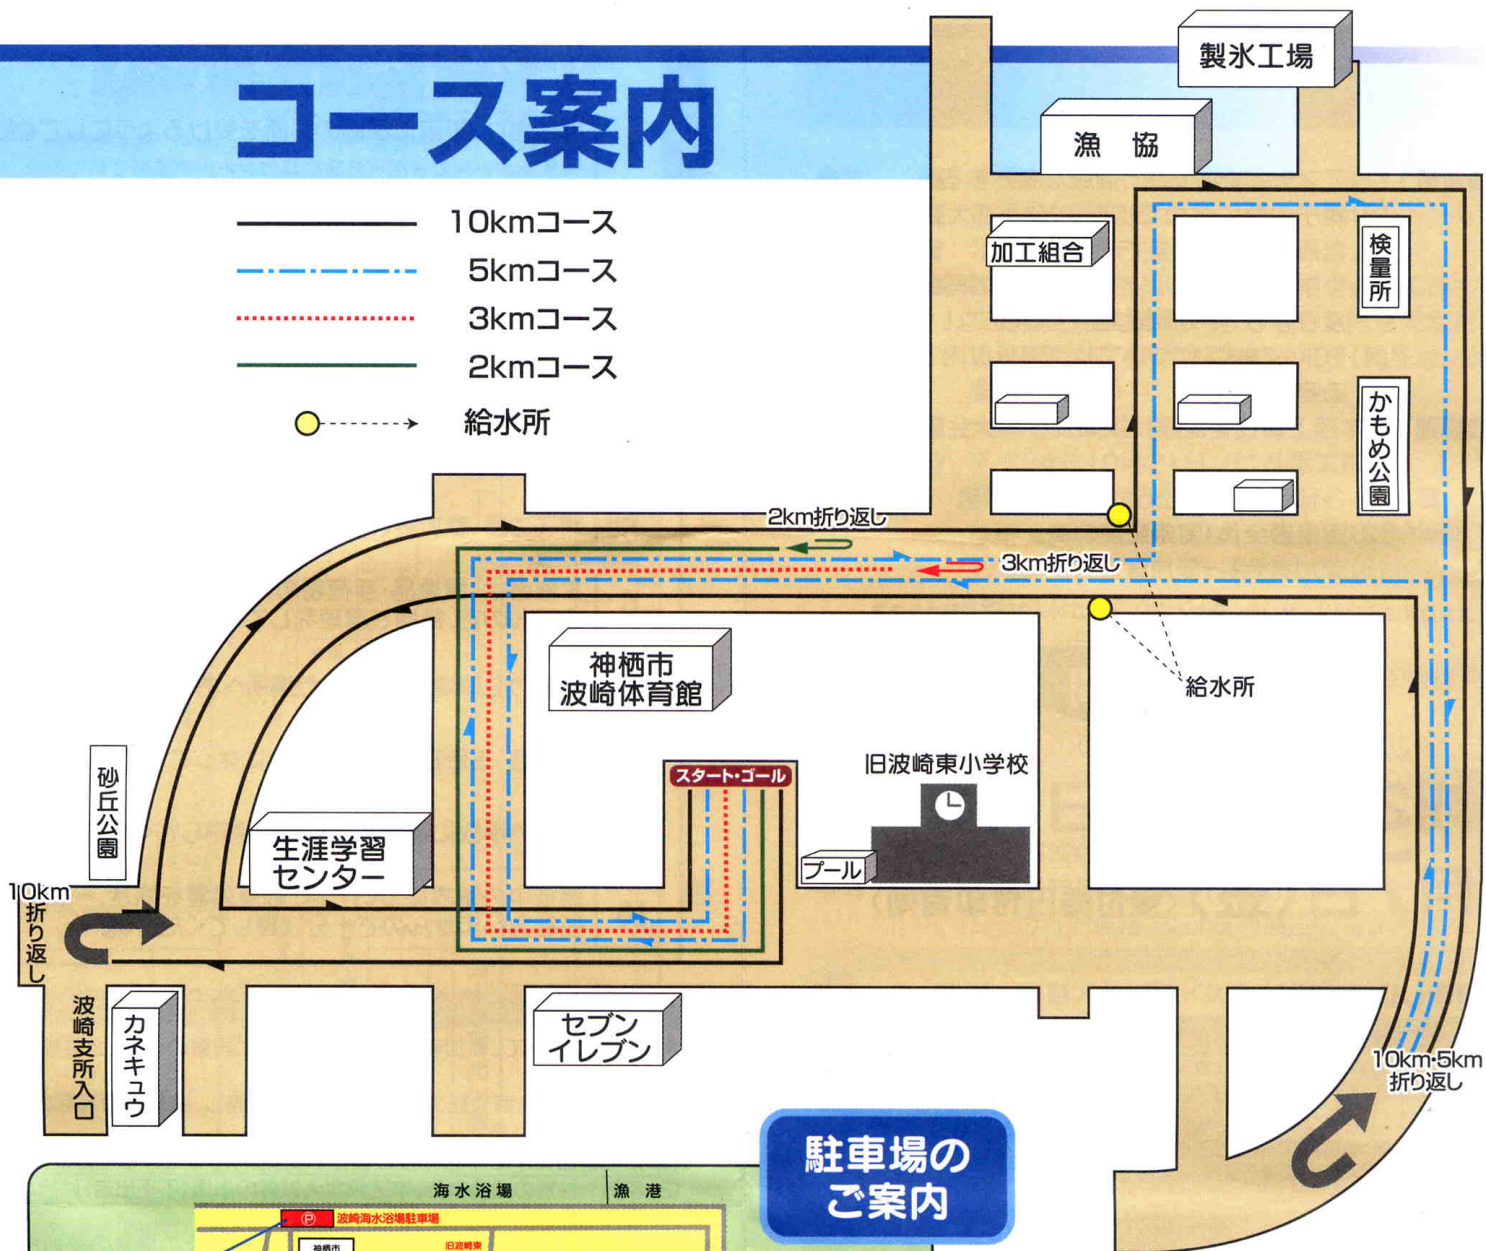 コース案内
10kmコース
5kmコース
3kmコース
2kmコース
給水所
製氷工場
漁協
加工組合
検量所
かもめ公園
2km折り返し
3km折り返し
給水所
神栖市
波崎体育館
スタート・ゴール
旧波崎東小学校
プール
砂丘公園
生涯学習
センター
10km
折り返し
波崎支所入口
カネキュウ
セブン
イレブン
10km・5km
折り返し
駐車場の
ご案内
海水浴場
漁港
P 波崎海水浴場駐車場
神栖市
旧波崎東